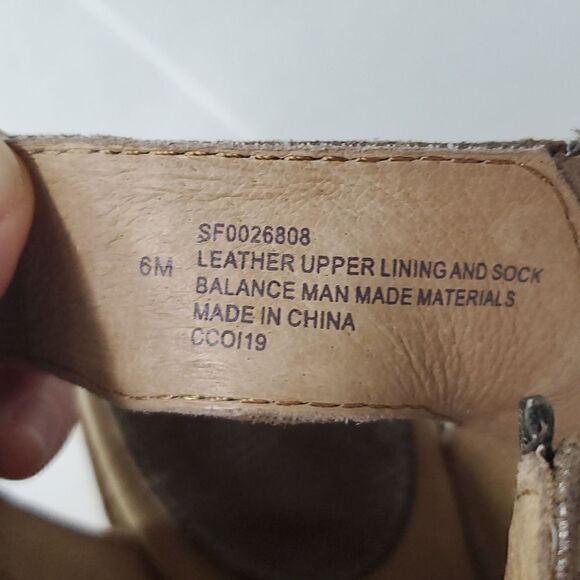 SF0026808
6M LEATHER UPPER LINING AND SOCK
BALANCE MAN MADE MATERIALS
MADE IN CHINA
CCOI19